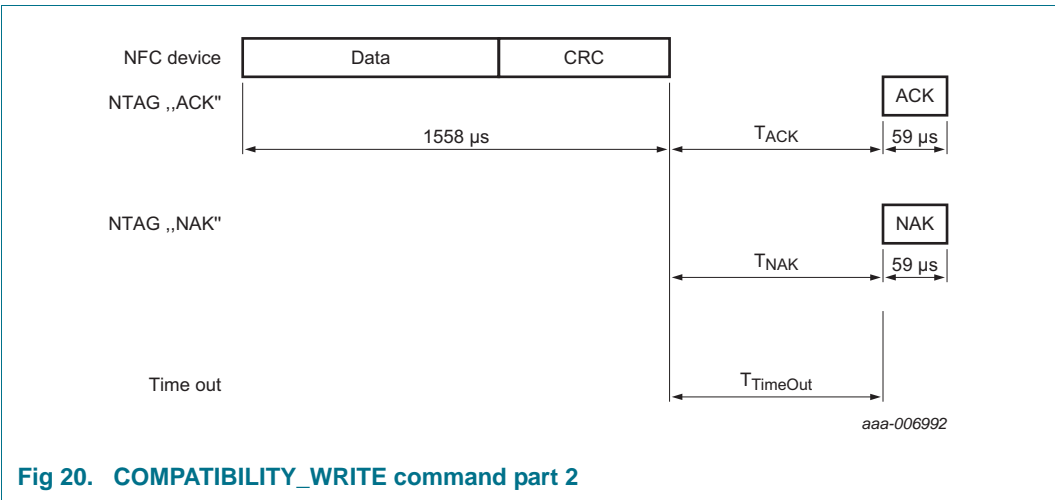 NFC device Data CRC
NTAG ,,ACK" ACK
1558 µs TACK 59 µs
NTAG ,,NAK" NAK
TNAK 59 µs
Time out TTimeOut
aaa-006992
Fig 20. COMPATIBILITY_WRITE command part 2